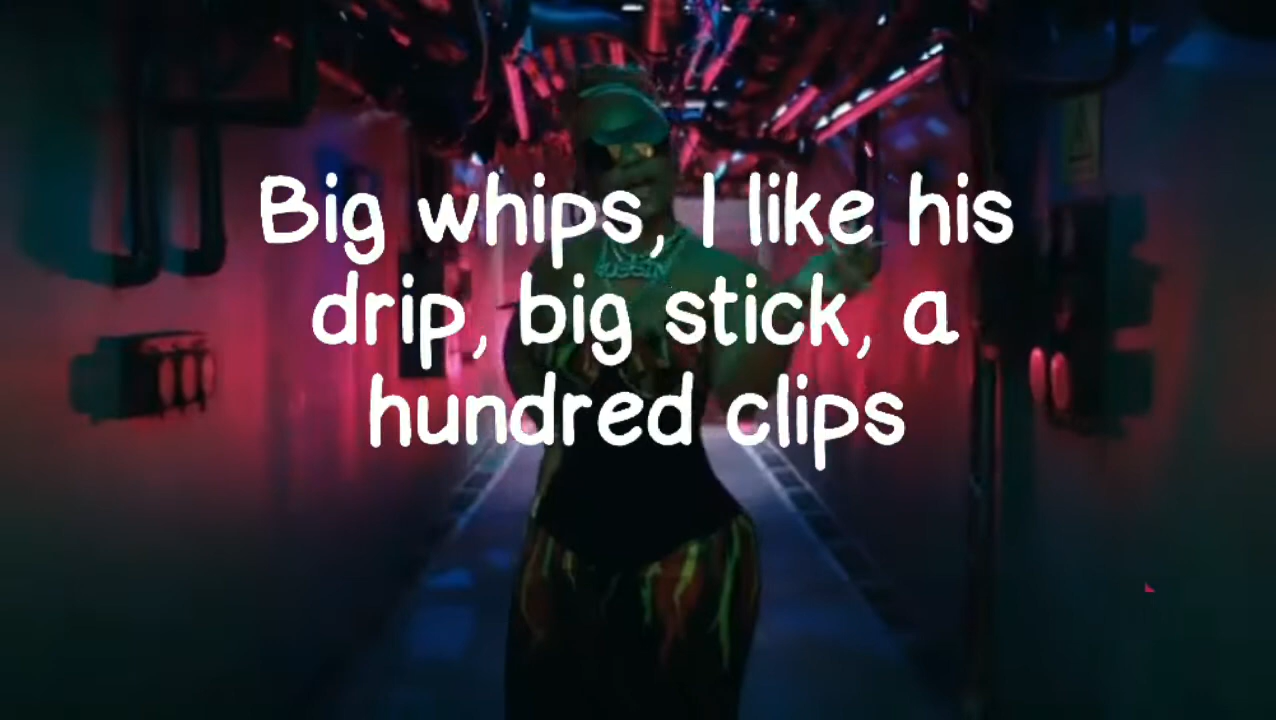 Big whips, I like his
drip, big stick, a
hundred clips